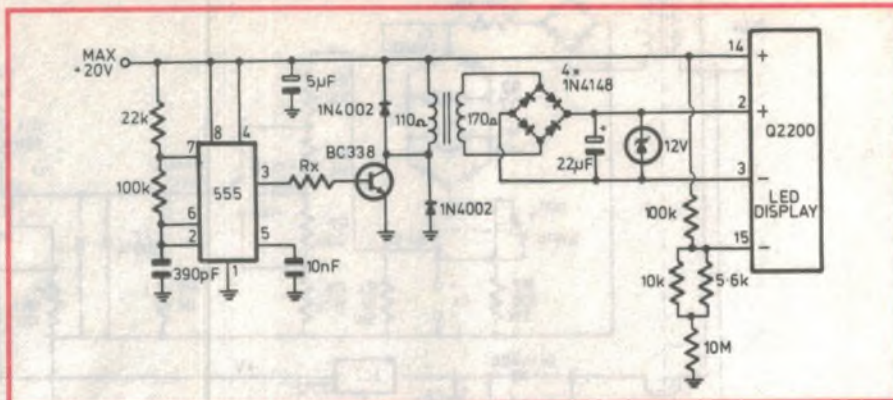 MAX
+20V
22k
7
100k
6
2
390pF
8
4
555
3
5
1
10nF
5µF
Rx
BC338
1N4002
1N4002
110Ω
170Ω
4×
1N4148
22µF
12V
14
+
2
+
Q2200
3
−
LED
DISPLAY
100k
15
−
10k
5·6k
10M